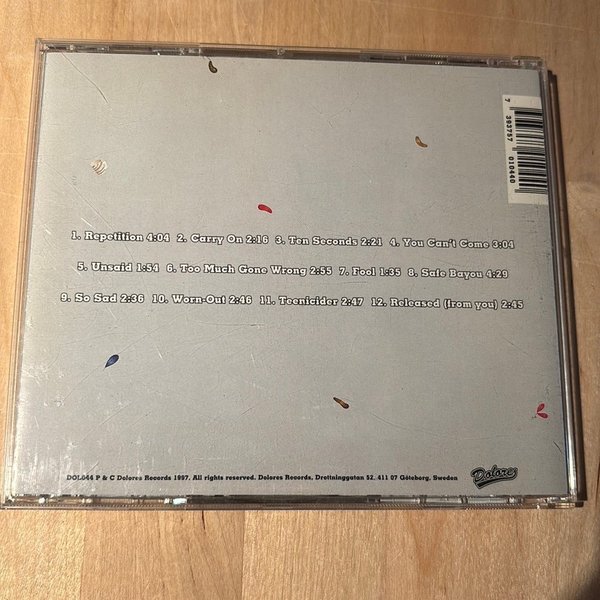 7 393757 010440
1. Repetition 4:04 2. Carry On 2:16 3. Ten Seconds 2:21 4. You Can't Come 3:04
5. Unsaid 1:54 6. Too Much Gone Wrong 2:55 7. Fool 1:35 8. Safe Bayou 4:29
9. So Sad 2:36 10. Worn-Out 2:46 11. Teenicider 2:47 12. Released (from you) 2:45
DOL044 P & C Dolores Records 1997. All rights reserved. Dolores Records, Drottninggatan 52, 411 07 Göteborg, Sweden
Dolores